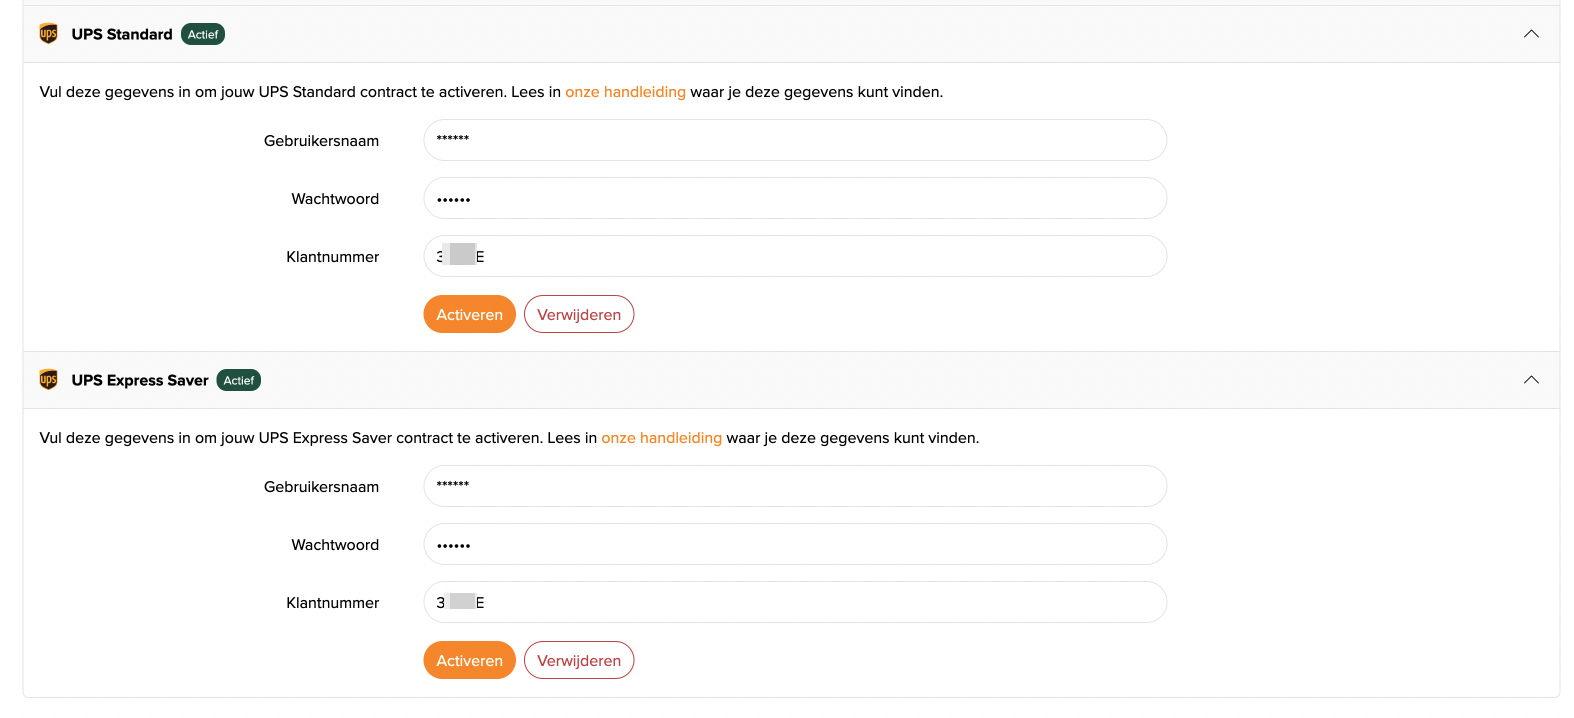 ups UPS Standard Actief
Vul deze gegevens in om jouw UPS Standard contract te activeren. Lees in onze handleiding waar je deze gegevens kunt vinden.
Gebruikersnaam ******
Wachtwoord ••••••
Klantnummer 3 E
Activeren Verwijderen
ups UPS Express Saver Actief
Vul deze gegevens in om jouw UPS Express Saver contract te activeren. Lees in onze handleiding waar je deze gegevens kunt vinden.
Gebruikersnaam ******
Wachtwoord ••••••
Klantnummer 3 E
Activeren Verwijderen